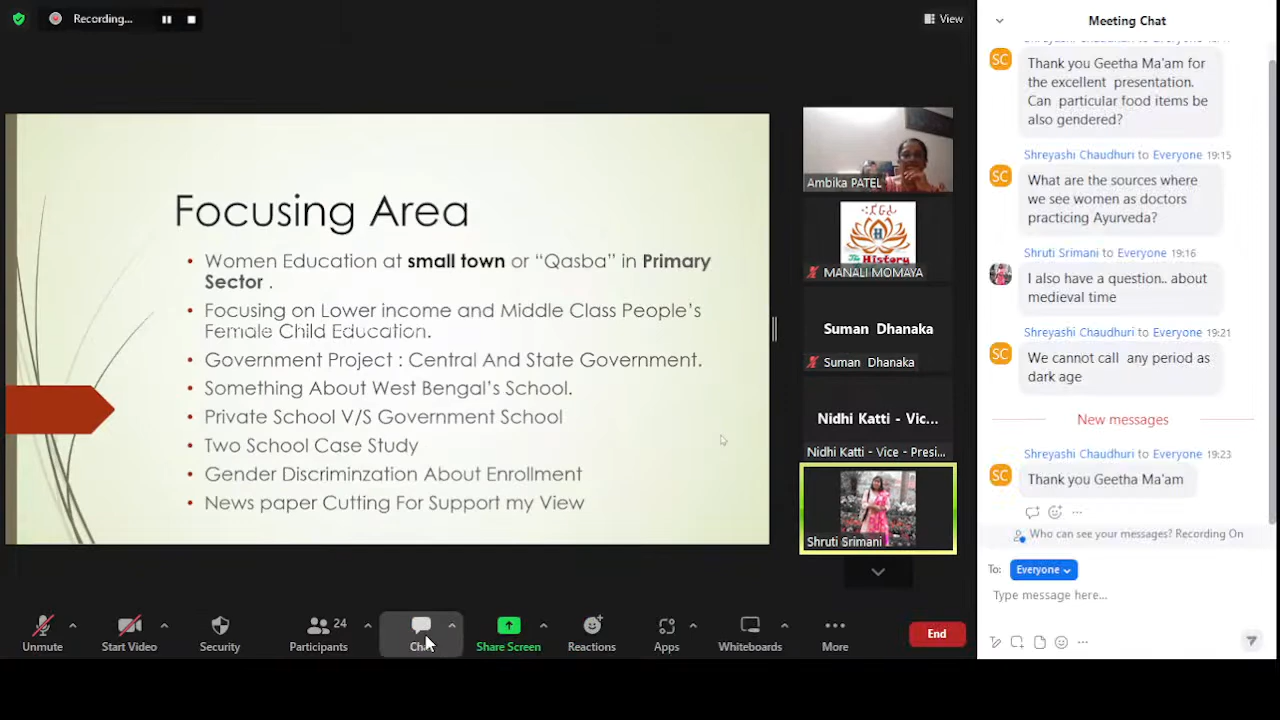 Recording...
View
Focusing Area
• Women Education at small town or “Qasba” in Primary
Sector .
• Focusing on Lower income and Middle Class People’s
Female Child Education.
• Government Project : Central And State Government.
• Something About West Bengal’s School.
• Private School V/S Government School
• Two School Case Study
• Gender Discriminzation About Enrollment
• News paper Cutting For Support my View
Ambika PATEL
The History
MANALI MOMAYA
Suman Dhanaka
Suman Dhanaka
Nidhi Katti - Vic...
Nidhi Katti - Vice - Presi...
Shruti Srimani
Meeting Chat
SC
Thank you Geetha Ma'am for
the excellent presentation.
Can particular food items be
also gendered?
Shreyashi Chaudhuri to Everyone 19:15
SC
What are the sources where
we see women as doctors
practicing Ayurveda?
Shruti Srimani to Everyone 19:16
I also have a question.. about
medieval time
Shreyashi Chaudhuri to Everyone 19:21
SC
We cannot call any period as
dark age
New messages
Shreyashi Chaudhuri to Everyone 19:23
SC
Thank you Geetha Ma'am
Who can see your messages? Recording On
To: Everyone
Type message here...
Unmute
Start Video
Security
24
Participants
Share Screen
Reactions
Apps
Whiteboards
More
End